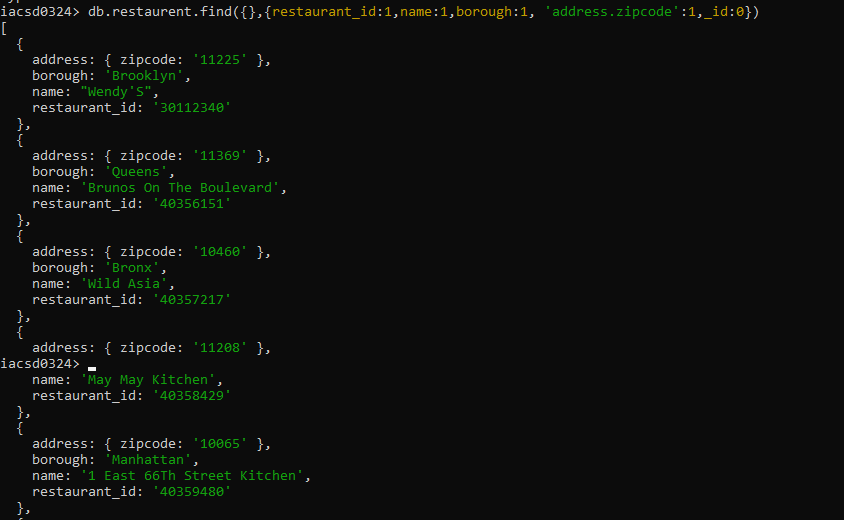 iacsd0324> db.restaurent.find({},{restaurant_id:1,name:1,borough:1, 'address.zipcode':1,_id:0})
[
  {
    address: { zipcode: '11225' },
    borough: 'Brooklyn',
    name: "Wendy'S",
    restaurant_id: '30112340'
  },
  {
    address: { zipcode: '11369' },
    borough: 'Queens',
    name: 'Brunos On The Boulevard',
    restaurant_id: '40356151'
  },
  {
    address: { zipcode: '10460' },
    borough: 'Bronx',
    name: 'Wild Asia',
    restaurant_id: '40357217'
  },
  {
    address: { zipcode: '11208' },
iacsd0324>
    name: 'May May Kitchen',
    restaurant_id: '40358429'
  },
  {
    address: { zipcode: '10065' },
    borough: 'Manhattan',
    name: '1 East 66Th Street Kitchen',
    restaurant_id: '40359480'
  },